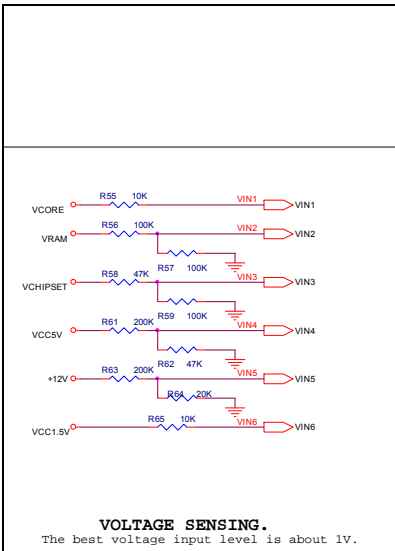 R55 10K VIN1
VCORE VIN1
R56 100K VIN2
VRAM VIN2
R57 100K
R58 47K VIN3
VCHIPSET VIN3
R59 100K
R61 200K VIN4
VCC5V VIN4
R62 47K
R63 200K VIN5
+12V VIN5
R64 20K
R65 10K VIN6
VCC1.5V VIN6
VOLTAGE SENSING.
The best voltage input level is about 1V.